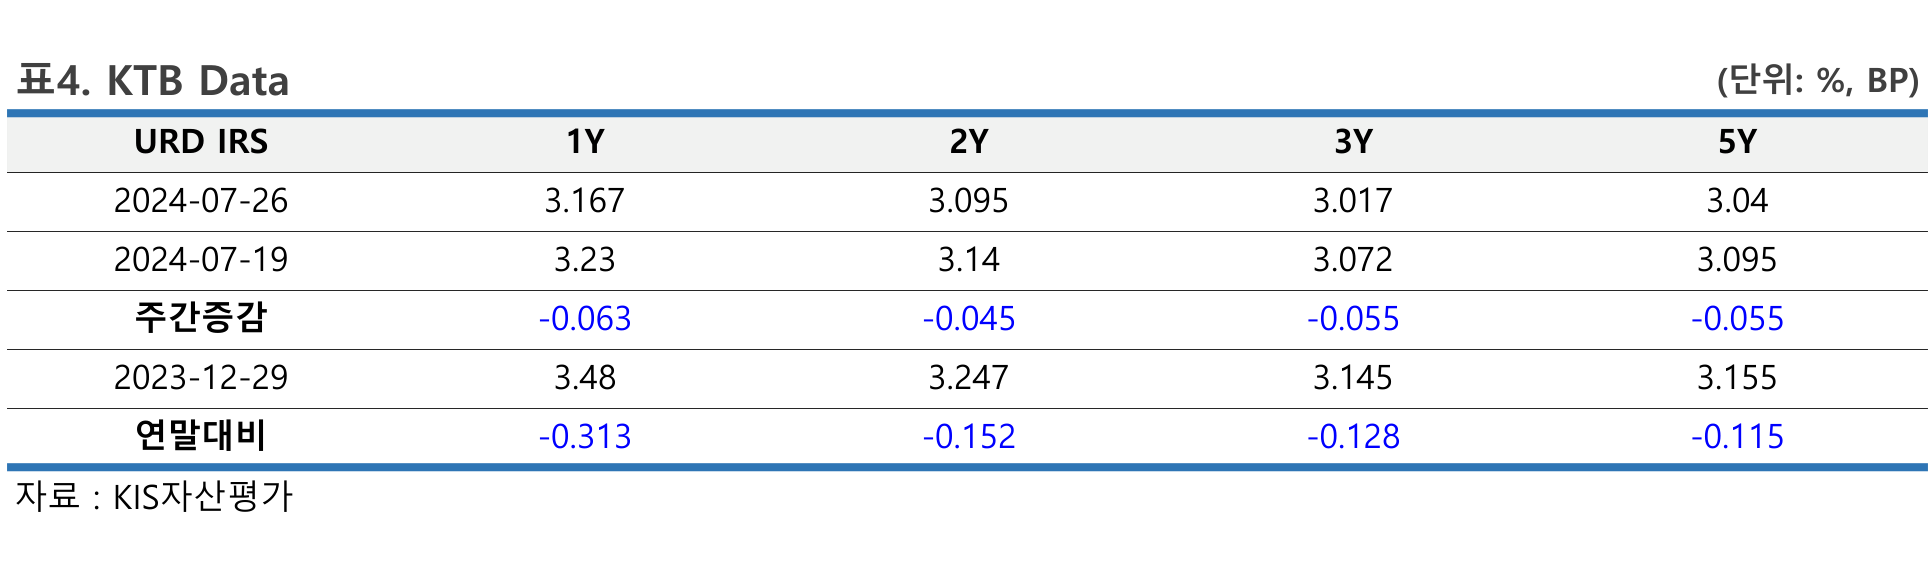 표4. KTB Data (단위: %, BP)
URD IRS 1Y 2Y 3Y 5Y
2024-07-26 3.167 3.095 3.017 3.04
2024-07-19 3.23 3.14 3.072 3.095
주간증감 -0.063 -0.045 -0.055 -0.055
2023-12-29 3.48 3.247 3.145 3.155
연말대비 -0.313 -0.152 -0.128 -0.115
자료 : KIS자산평가